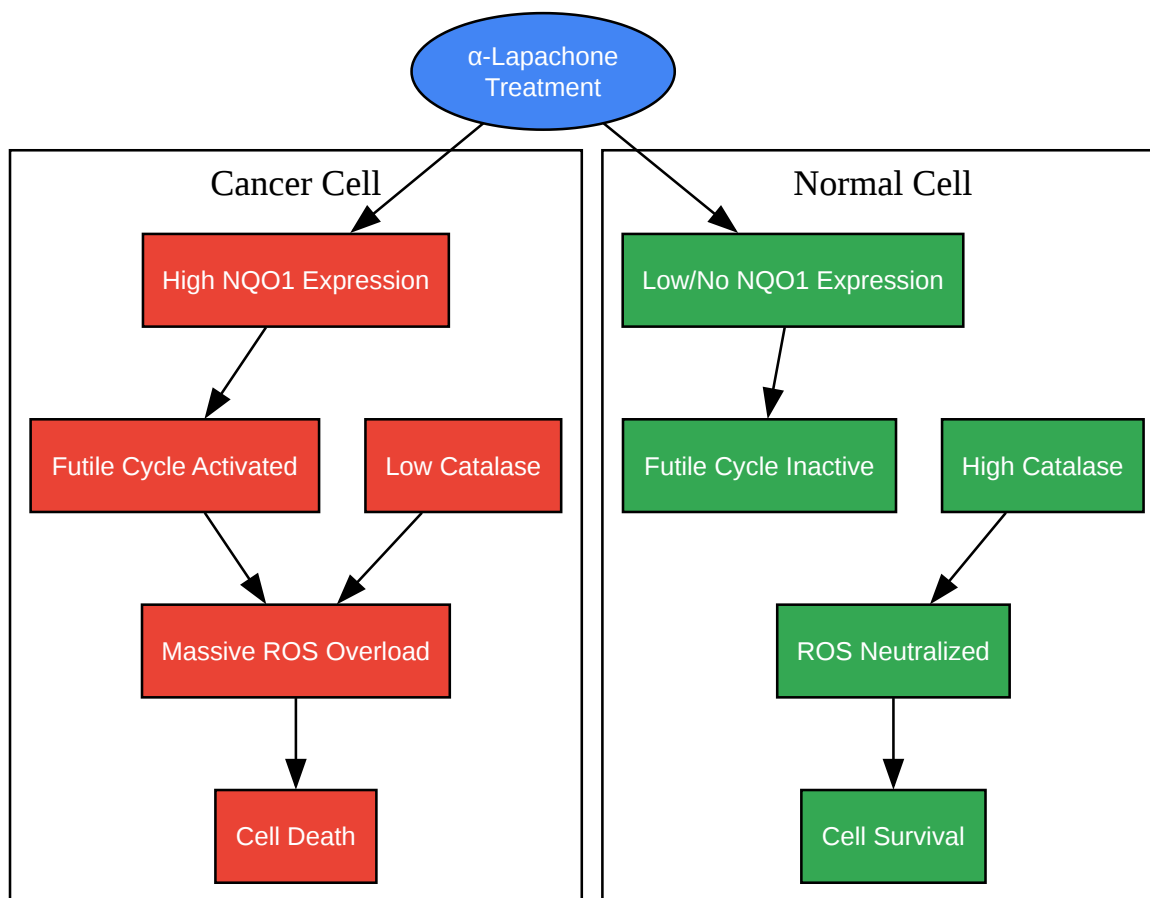 α-Lapachone
Treatment
Cancer Cell
Normal Cell
High NQO1 Expression
Low/No NQO1 Expression
Futile Cycle Activated
Low Catalase
Futile Cycle Inactive
High Catalase
Massive ROS Overload
ROS Neutralized
Cell Death
Cell Survival